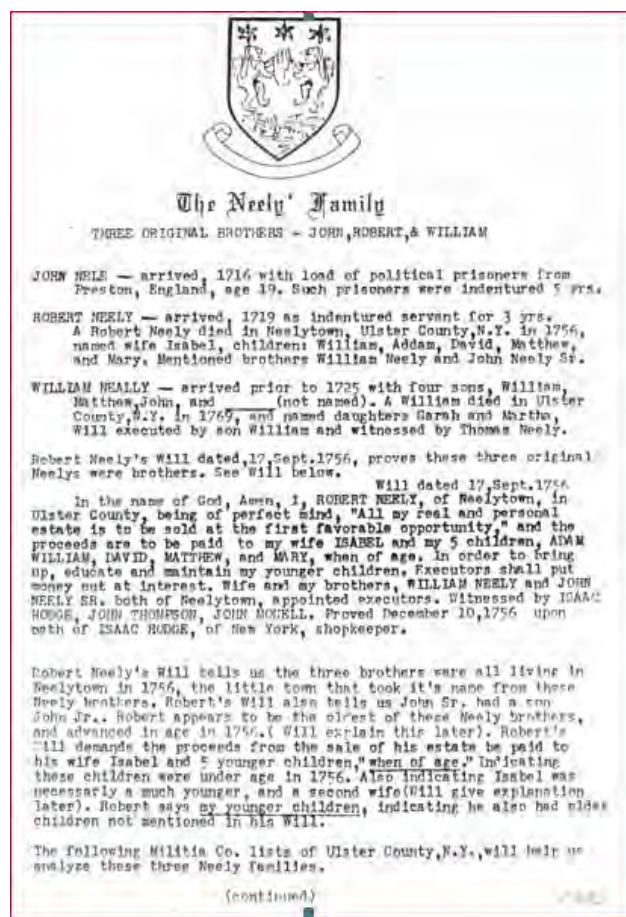 The Neely' Family
THREE ORIGINAL BROTHERS - JOHN, ROBERT, & WILLIAM
JOHN NELE — arrived, 1716 with load of political prisoners from
Preston, England, age 19. Such prisoners were indentured 5 yrs.
ROBERT NEELY — arrived, 1719 as indentured servant for 3 yrs.
A Robert Neely died in Neelytown, Ulster County, N.Y. in 1756,
named wife Isabel, children: William, Addam, David, Matthew,
and Mary. Mentioned brothers William Neely and John Neely Sr.
WILLIAM NEALLY — arrived prior to 1725 with four sons, William,
Matthew, John, and ______ (not named). A William died in Ulster
County, N.Y. in 1769, and named daughters Garah and Martha,
Will executed by son William and witnessed by Thomas Neely.
Robert Neely's Will dated, 17, Sept. 1756, proves these three original
Neelys were brothers. See Will below.
Will dated 17, Sept. 1756
In the name of God, Amen, I, ROBERT NEELY, of Neelytown, in
Ulster County, being of perfect mind, "All my real and personal
estate is to be sold at the first favorable opportunity," and the
proceeds are to be paid to my wife ISABEL and my 5 children, ADAM
WILLIAM, DAVID, MATTHEW, and MARY, when of age. In order to bring
up, educate and maintain my younger children. Executors shall put
money out at interest. Wife and my brothers, WILLIAM NEELY and JOHN
NEELY SR. both of Neelytown, appointed executors. Witnessed by ISAAC
HODGE, JOHN THOMPSON, JOHN Proved December 10, 1756 upon
oath of ISAAC HODGE, of New York, shopkeeper.
Robert Neely's Will tells us the three brothers were all living in
Neelytown in 1756, the little town that took it's name from these
Neely brothers. Robert's Will also tells us John Sr. had a son
John Jr.. Robert appears to be the oldest of these Neely brothers,
and advanced in age in 1756.( Will explain this later). Robert's
Will demands the proceeds from the sale of his estate be paid to
his wife Isabel and 5 younger children,"when of age." Indicating
these children were under age in 1756. Also indicating Isabel was
necessarly a much younger, and a second wife(Will give explanation
later). Robert says my younger children, indicating he also had older
children not mentioned in his Will.
The following Militia Co. lists of Ulster County, N.Y., will help us
analyze these three Neely families.
(continued)